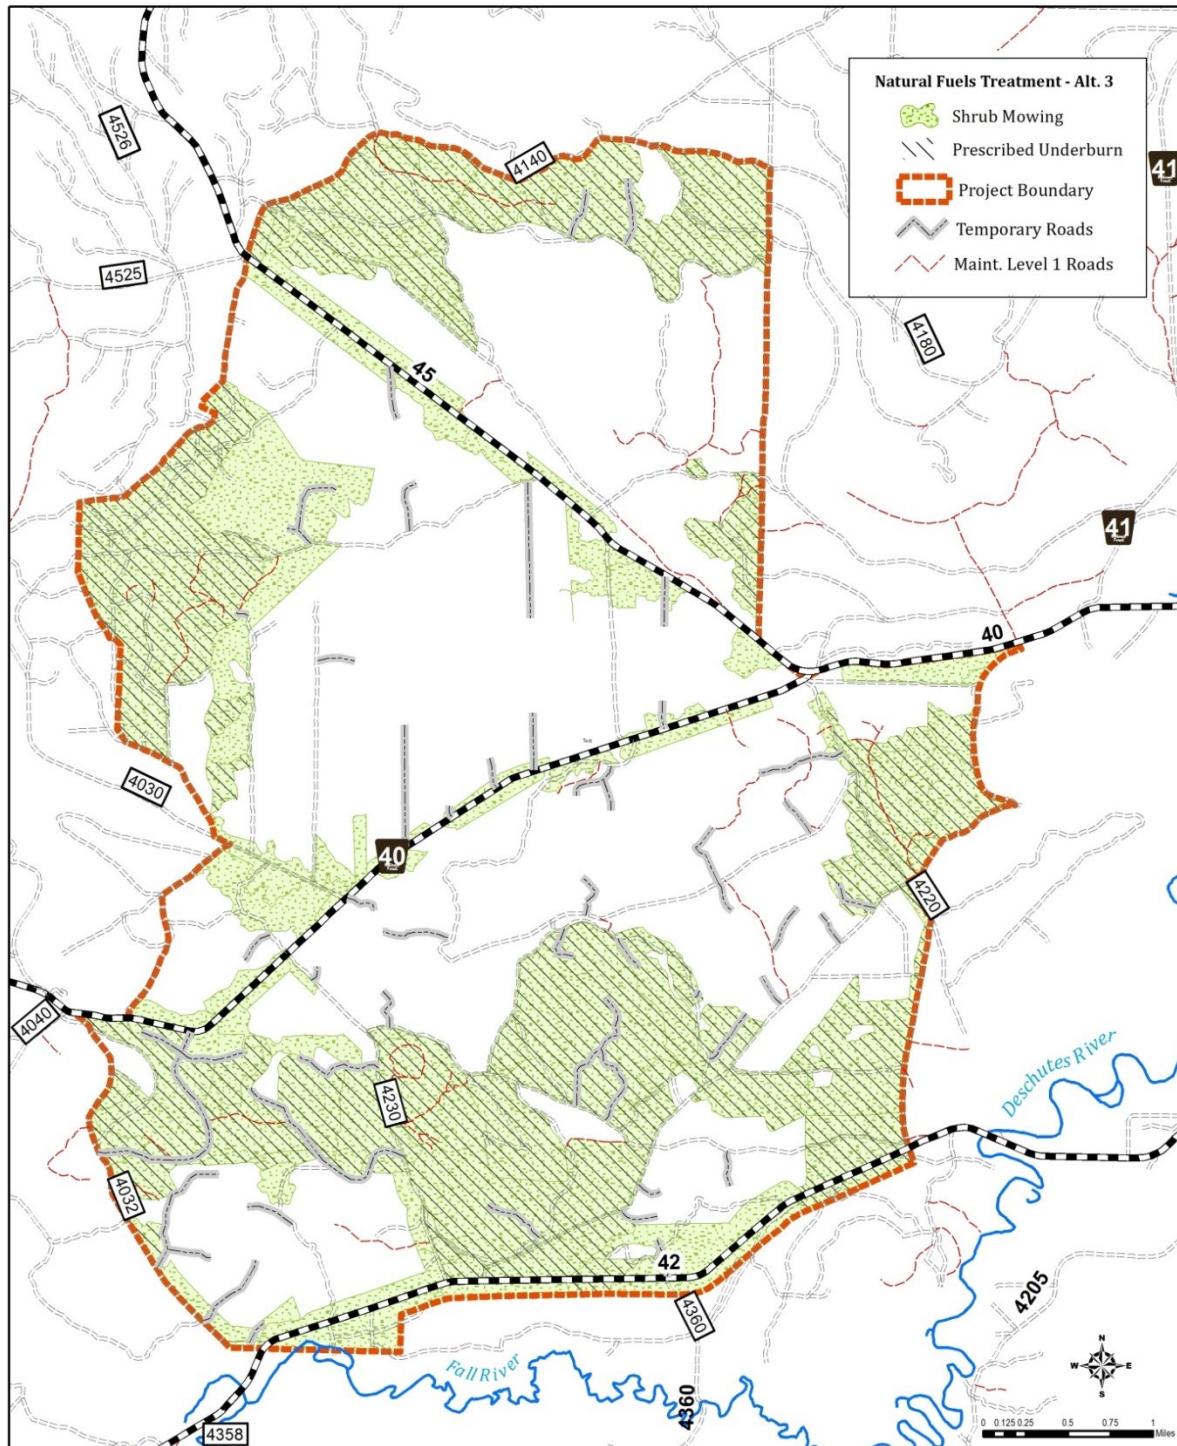 Natural Fuels Treatment - Alt. 3
Shrub Mowing
Prescribed Underburn
Project Boundary
Temporary Roads
Maint. Level 1 Roads
4526
4140
41
4525
4180
45
41
40
Text
4030
40
4220
4040
Deschutes River
4230
4032
42
4205
4360
Fall River
4360
4358
N
W E
S
0 0.125 0.25 0.5 0.75 1
Miles